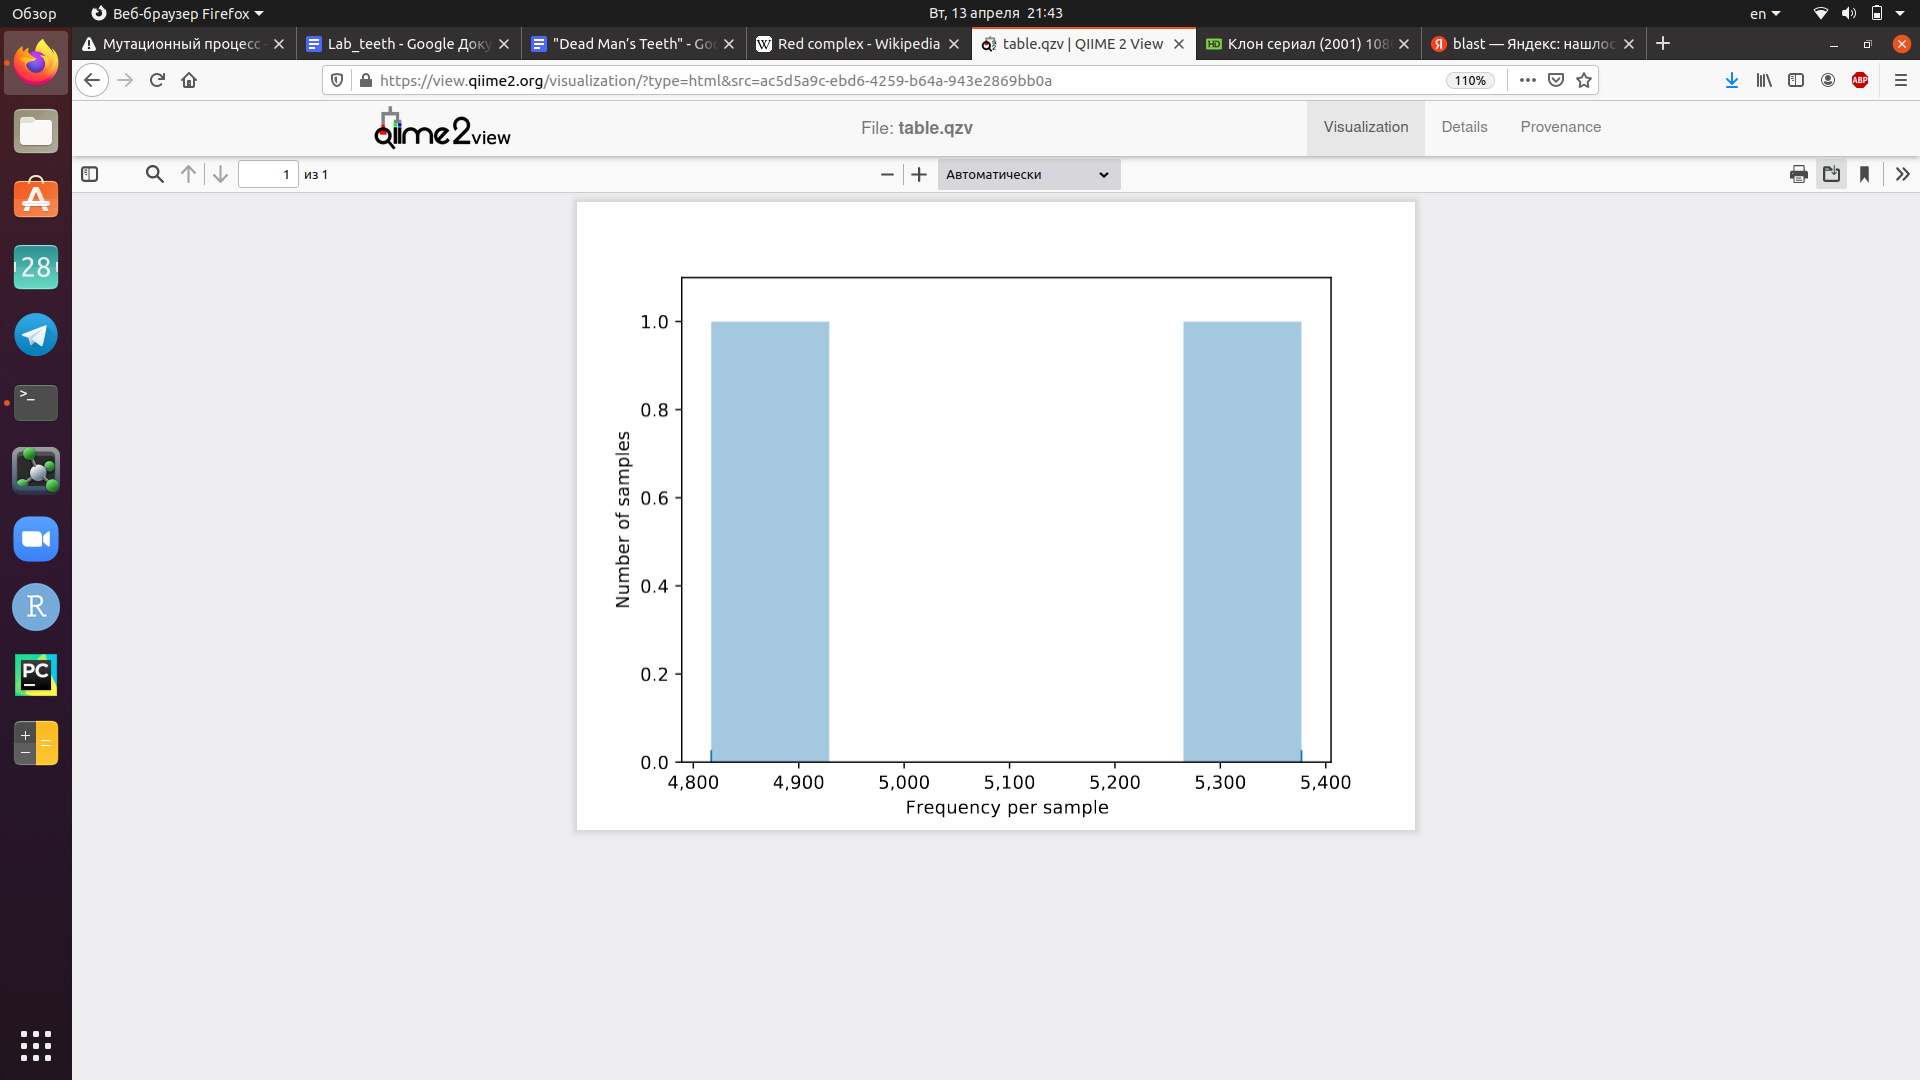 Обзор
Веб-браузер Firefox
Вт, 13 апреля 21:43
en
Мутационный процесс
Lab_teeth - Google Доку
"Dead Man’s Teeth" - Go
Red complex - Wikipedia
table.qzv | QIIME 2 View
HD
Клон сериал (2001) 108
Я
blast — Яндекс: нашлос
https://view.qiime2.org/visualization/?type=html&src=ac5d5a9c-ebd6-4259-b64a-943e2869bb0a
110%
ABP
qiime2view
File: table.qzv
Visualization
Details
Provenance
1
из 1
Автоматически
28
R
PC
1.0
0.8
0.6
0.4
0.2
0.0
Number of samples
4,800
4,900
5,000
5,100
5,200
5,300
5,400
Frequency per sample